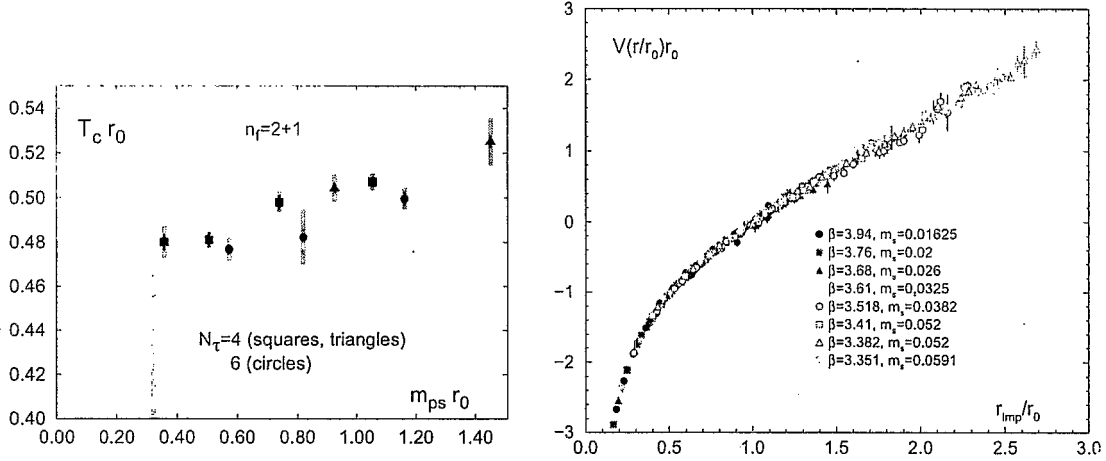 T_c r_0
n_f=2+1
0.54
0.52
0.50
0.48
0.46
0.44
0.42
0.40
N_τ=4 (squares, triangles)
6 (circles)
m_ps r_0
0.00 0.20 0.40 0.60 0.80 1.00 1.20 1.40
V(r/r_0)r_0
3
2
1
0
−1
−2
−3
β=3.94, m_s=0.01625
β=3.76, m_s=0.02
β=3.68, m_s=0.026
β=3.61, m_s=0.0325
β=3.518, m_s=0.0382
β=3.41, m_s=0.052
β=3.382, m_s=0.052
β=3.351, m_s=0.0591
r_imp/r_0
0.0 0.5 1.0 1.5 2.0 2.5 3.0